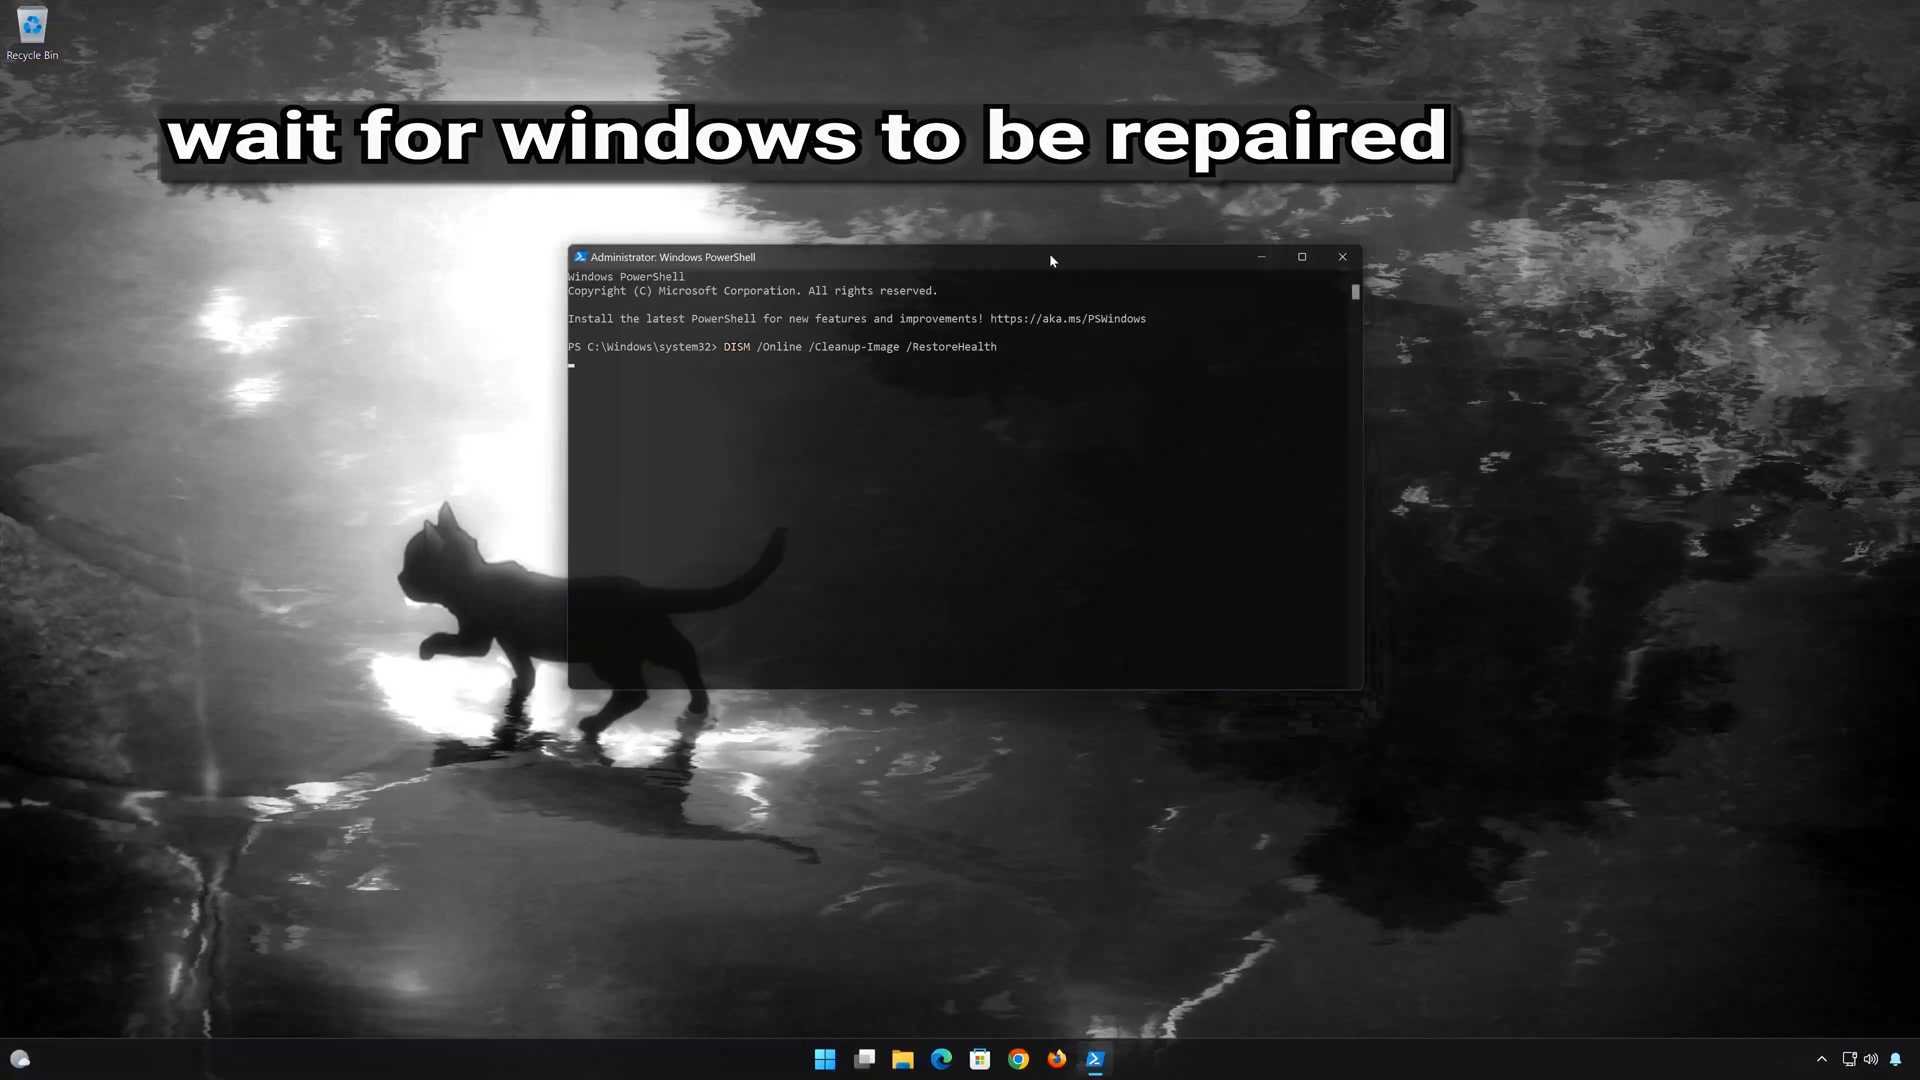 Recycle Bin
wait for windows to be repaired
Administrator: Windows PowerShell
Windows PowerShell
Copyright (C) Microsoft Corporation. All rights reserved.
Install the latest PowerShell for new features and improvements! https://aka.ms/PSWindows
PS C:\Windows\system32> DISM /Online /Cleanup-Image /RestoreHealth